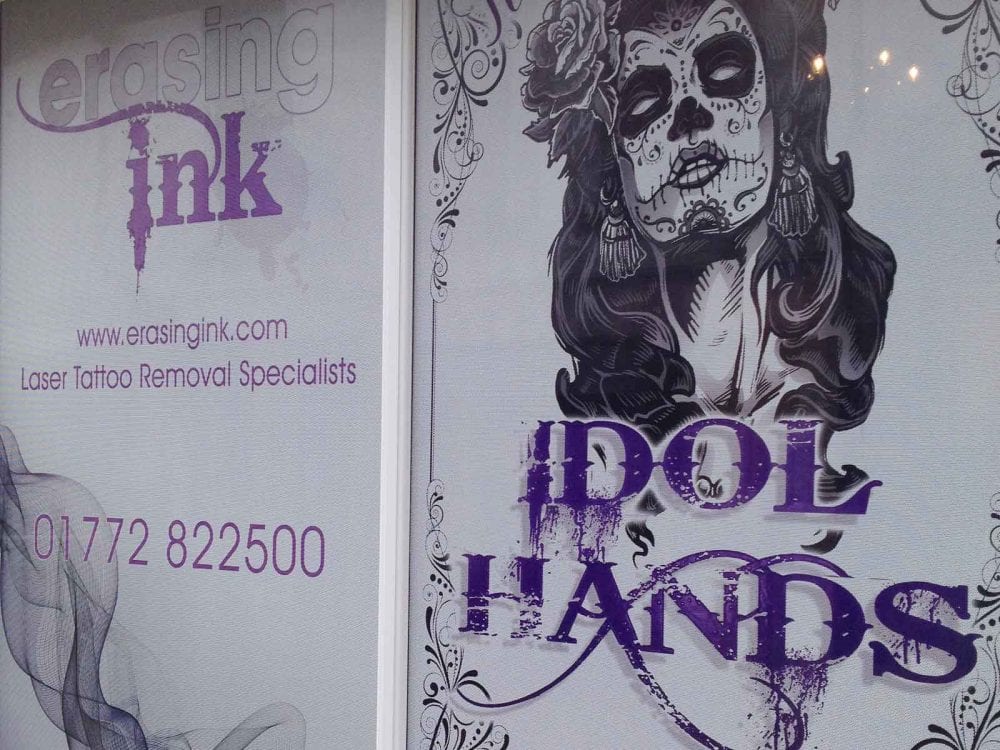 erasing
ink
www.erasingink.com
Laser Tattoo Removal Specialists
01772 822500
IDOL
HANDS